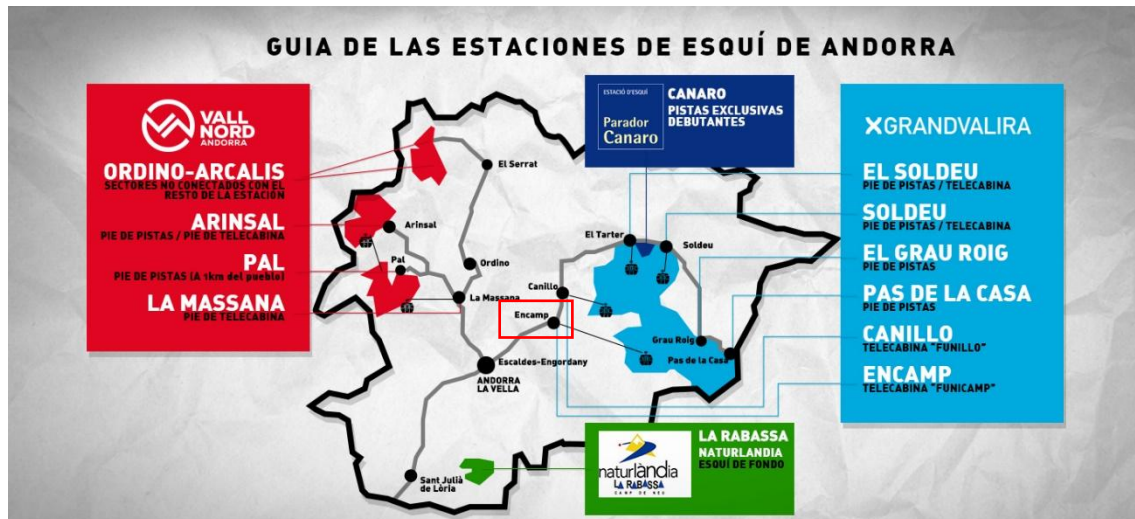 GUIA DE LAS ESTACIONES DE ESQUÍ DE ANDORRA
VALL
NORD
ANDORRA
ORDINO-ARCALIS
SECTORES NO CONECTADOS CON EL
RESTO DE LA ESTACIÓN
ARINSAL
PIE DE PISTAS / PIE DE TELECABINA
PAL
PIE DE PISTAS (A 1km del pueblo)
LA MASSANA
PIE DE TELECABINA
ESTACIÓ D'ESQUÍ
Parador
Canaro
CANARO
PISTAS EXCLUSIVAS
DEBUTANTES
XGRANDVALIRA
EL SOLDEU
PIE DE PISTAS / TELECABINA
SOLDEU
PIE DE PISTAS / TELECABINA
EL GRAU ROIG
PIE DE PISTAS
PAS DE LA CASA
PIE DE PISTAS
CANILLO
TELECABINA "FUNILLO"
ENCAMP
TELECABINA "FUNICAMP"
El Serrat
Arinsal
Pal
Ordino
La Massana
El Tarter
Soldeu
Canillo
Encamp
Grau Roig
Pas de la Casa
Escaldes-Engordany
ANDORRA
LA VELLA
Sant Julià
de Lòria
naturlàndia
LA RABASSA
CAMP DE NEU
LA RABASSA
NATURLANDIA
ESQUÍ DE FONDO